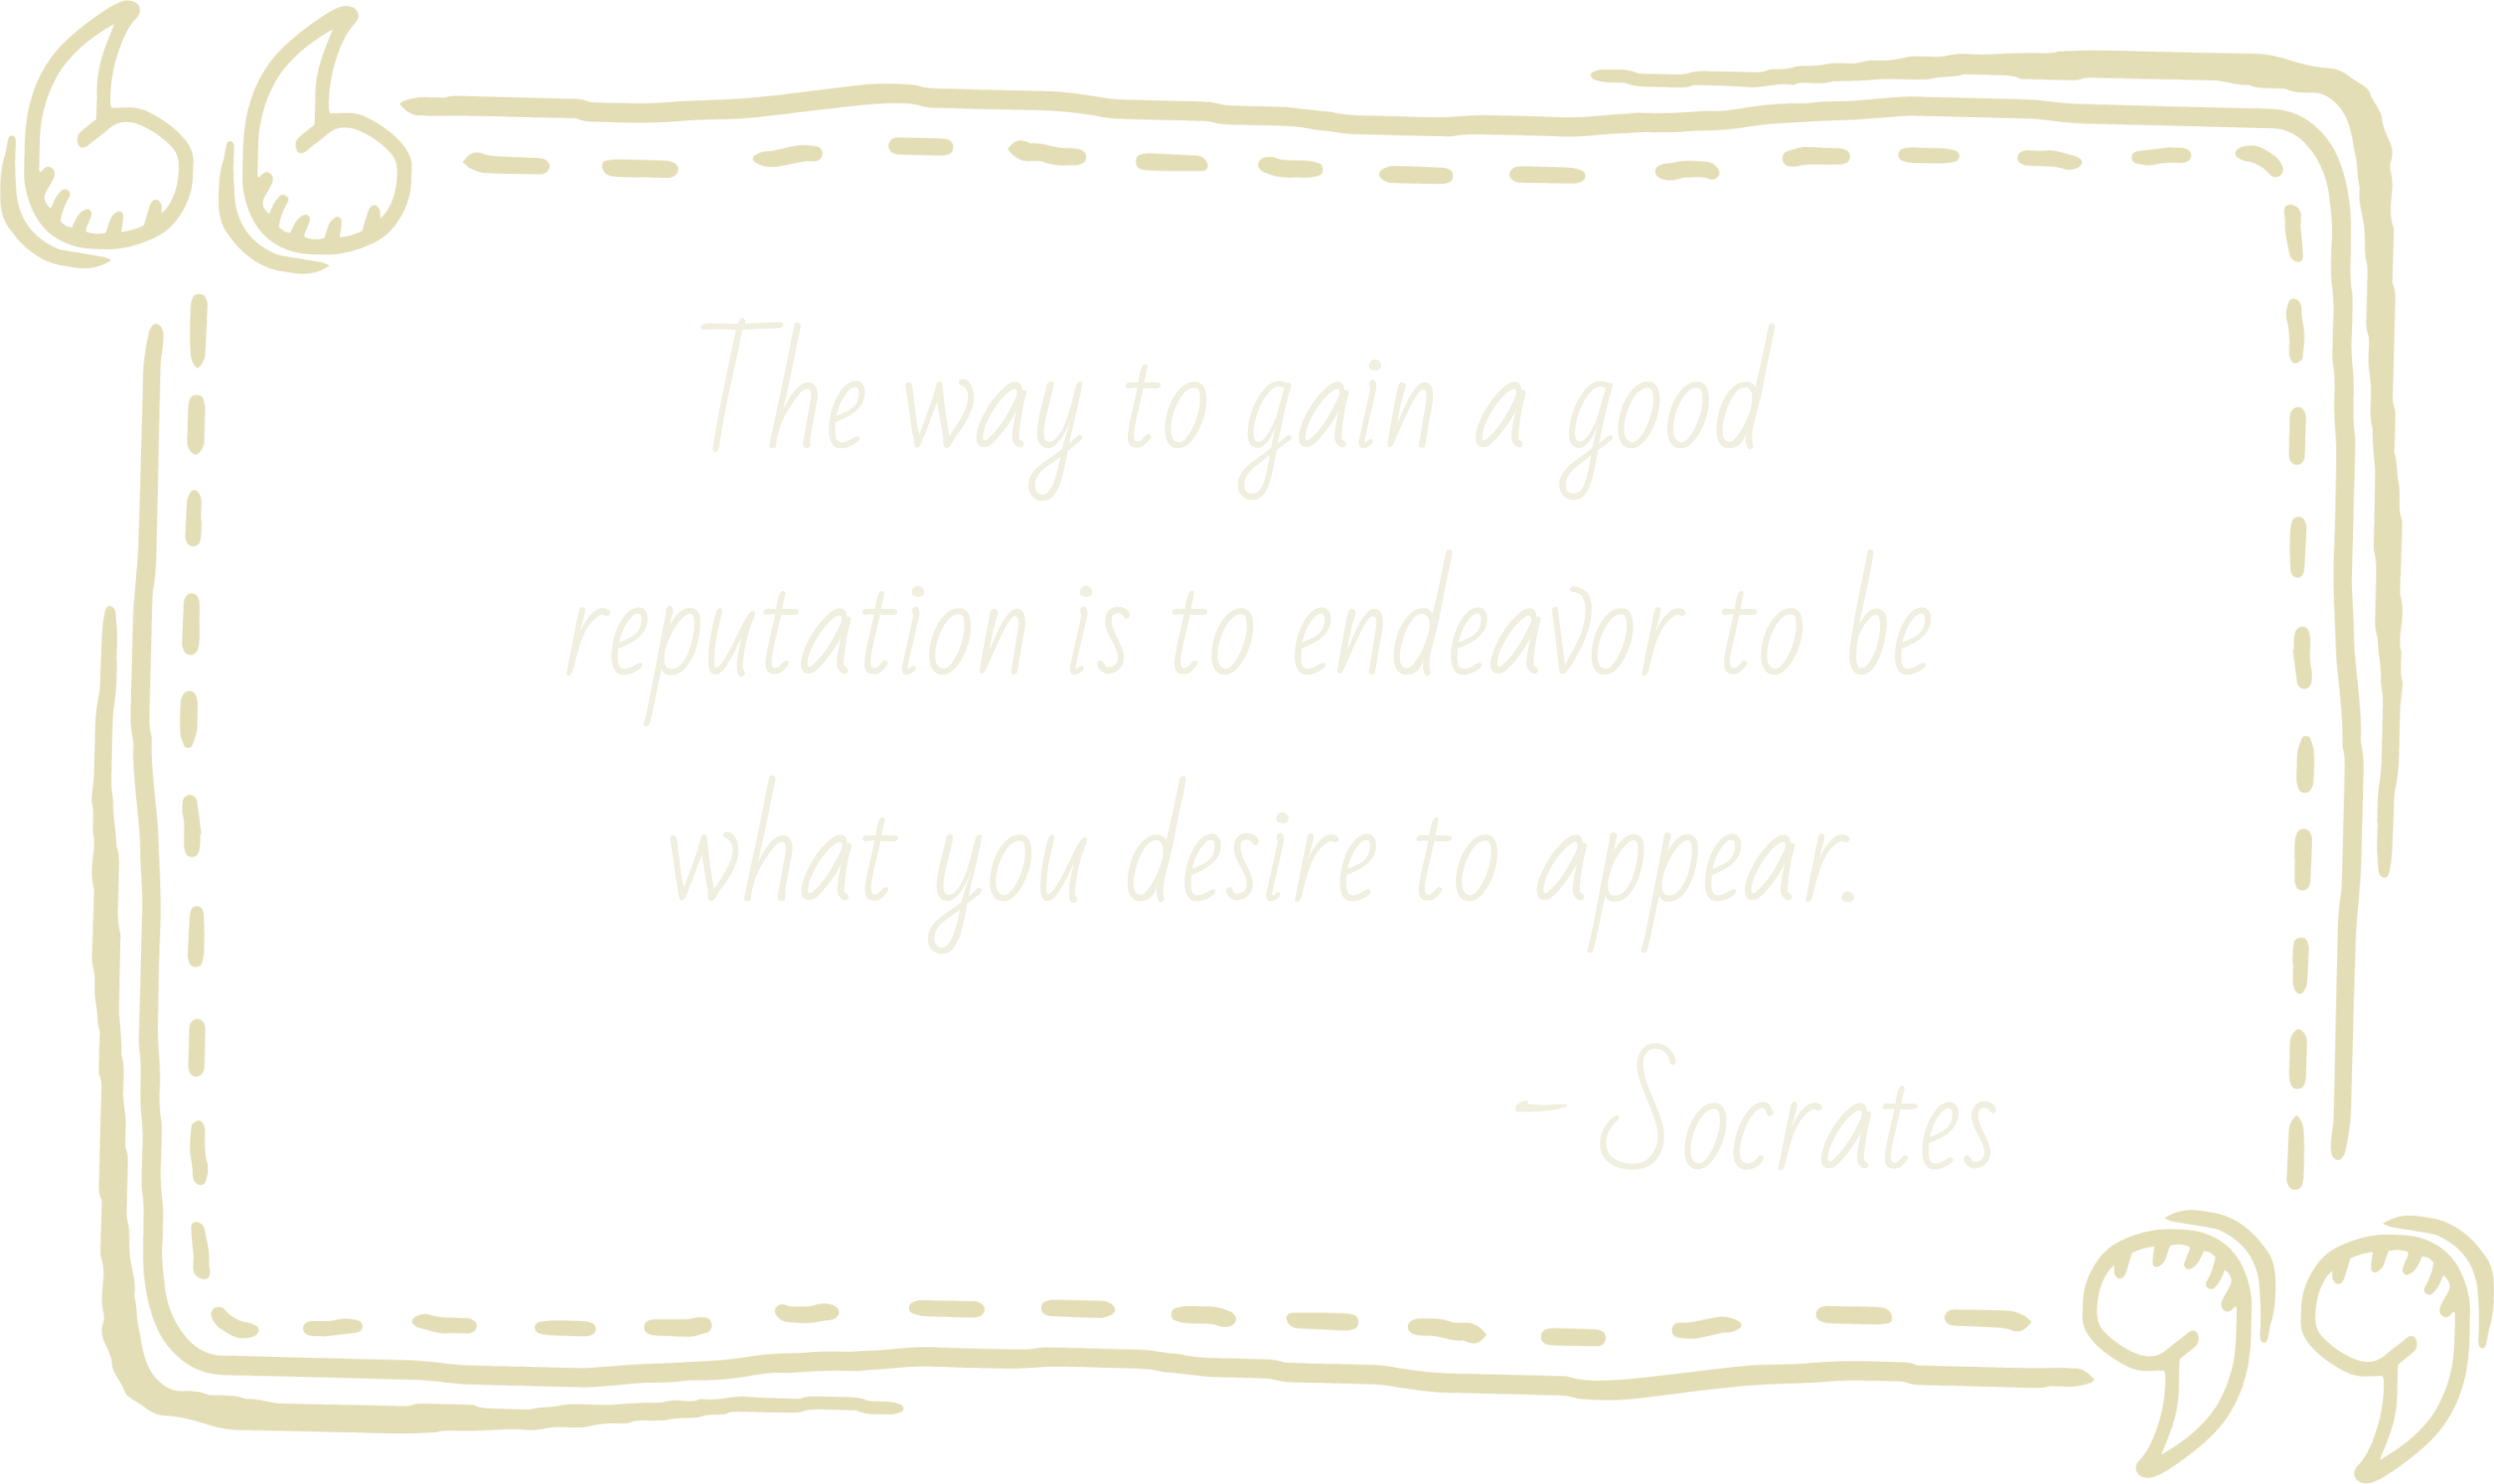 The way to gain a good
reputation is to endeavor to be
what you desire to appear.
- Socrates